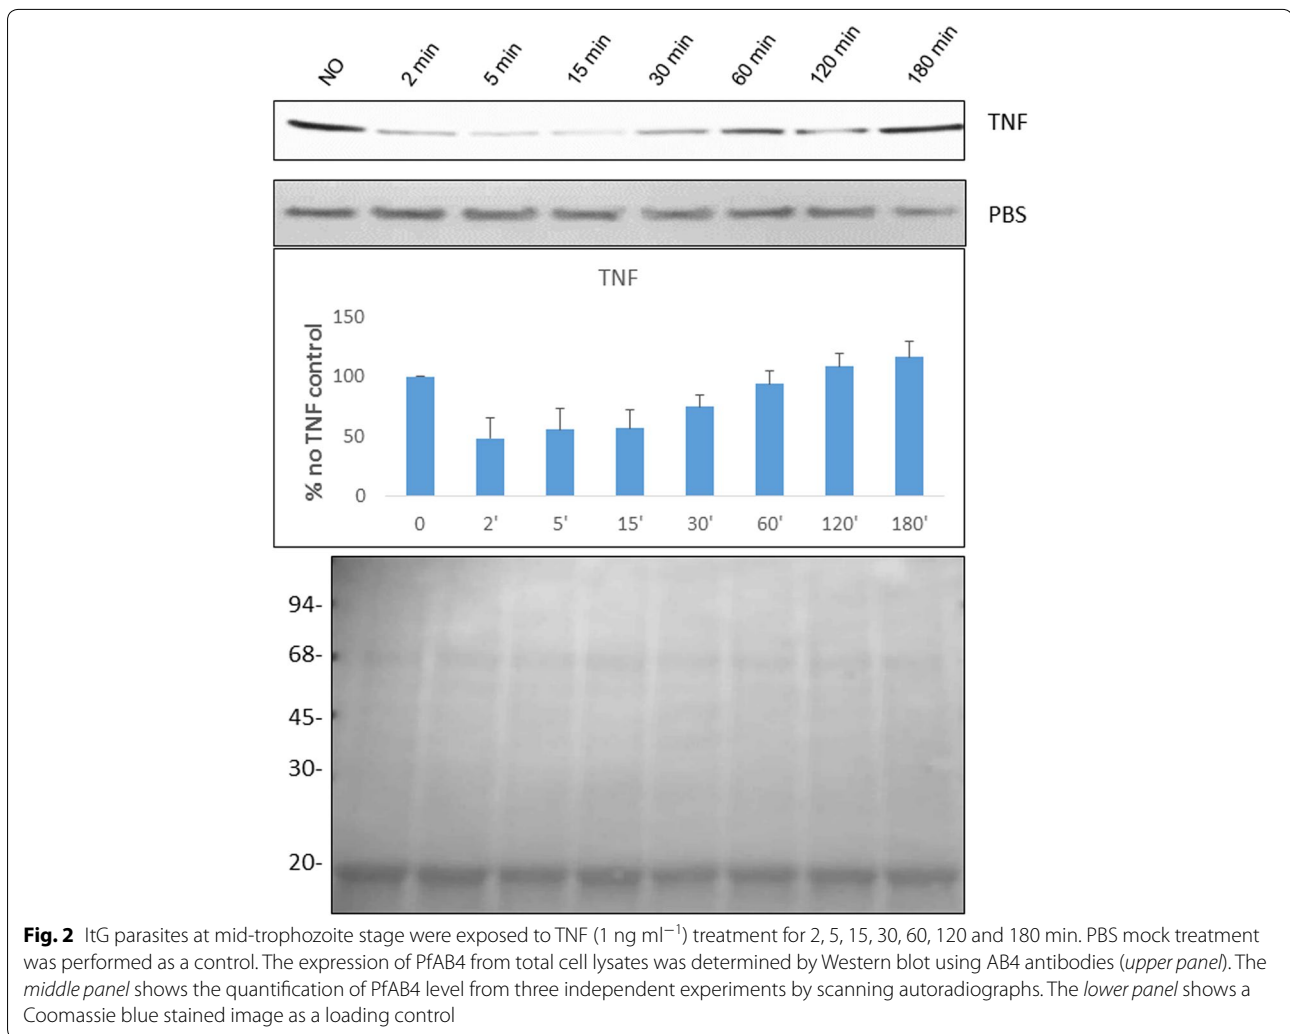 NO 2 min 5 min 15 min 30 min 60 min 120 min 180 min
TNF
PBS
TNF
% no TNF control
150
100
50
0
0 2' 5' 15' 30' 60' 120' 180'
94-
68-
45-
30-
20-
Fig. 2 ItG parasites at mid-trophozoite stage were exposed to TNF (1 ng ml⁻¹) treatment for 2, 5, 15, 30, 60, 120 and 180 min. PBS mock treatment
was performed as a control. The expression of PfAB4 from total cell lysates was determined by Western blot using AB4 antibodies (upper panel). The
middle panel shows the quantification of PfAB4 level from three independent experiments by scanning autoradiographs. The lower panel shows a
Coomassie blue stained image as a loading control